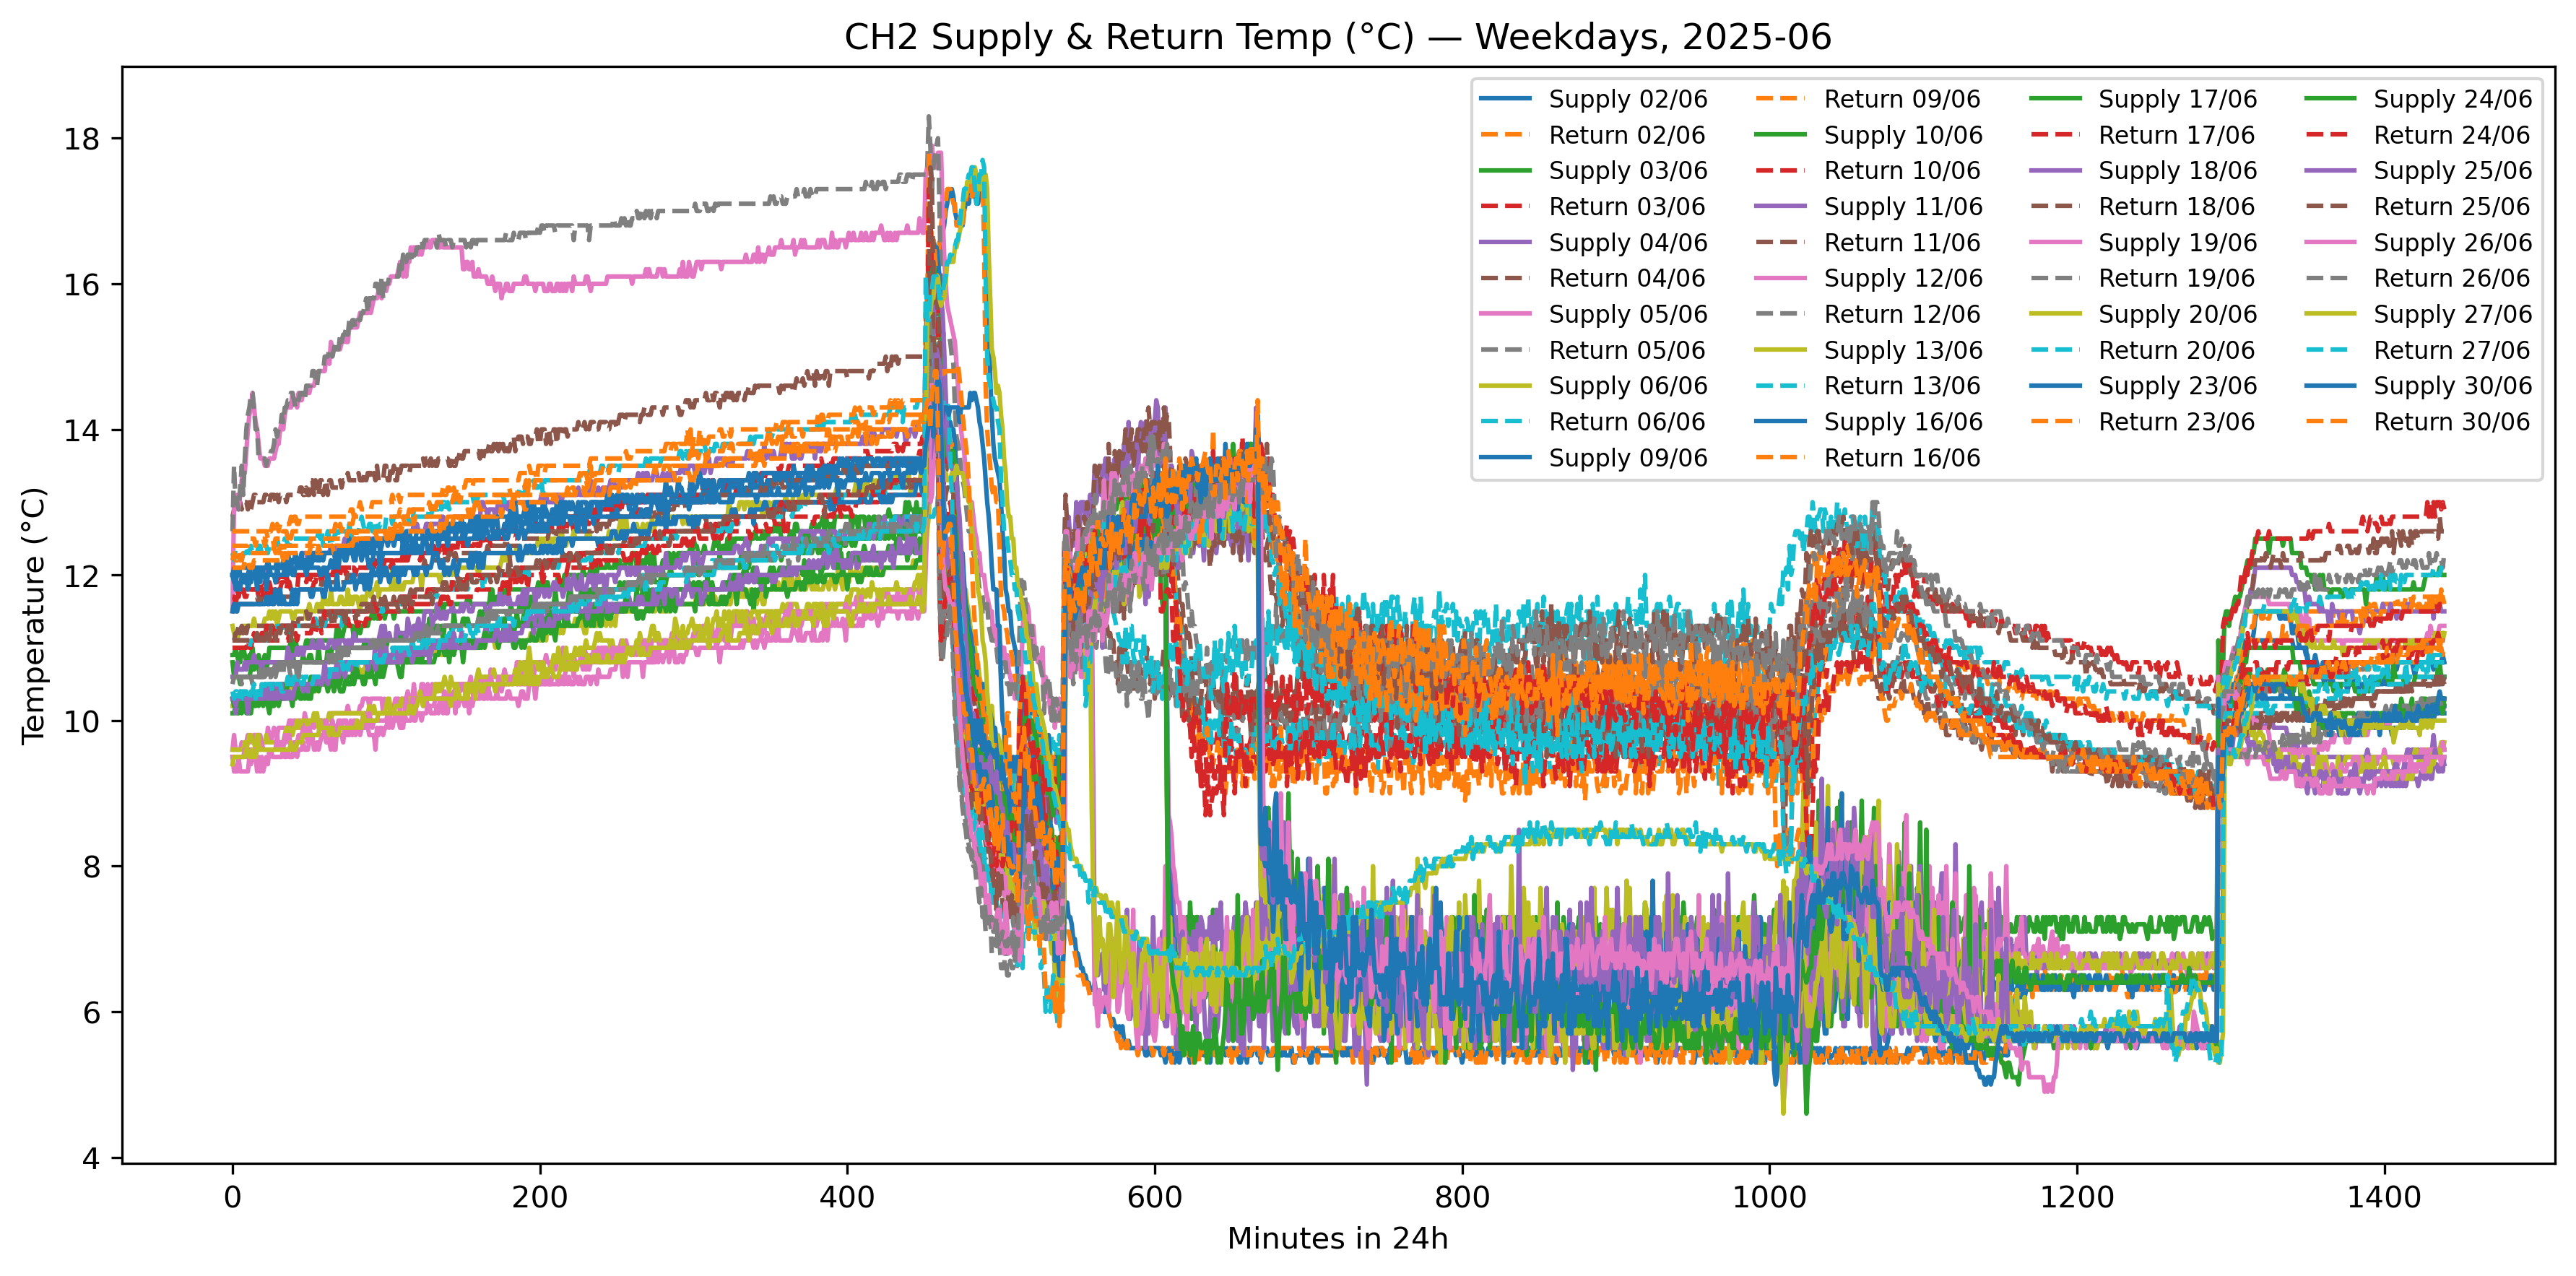 CH2 Supply & Return Temp (°C) — Weekdays, 2025-06
Temperature (°C)
18
16
14
12
10
8
6
4
Supply 02/06
Return 02/06
Supply 03/06
Return 03/06
Supply 04/06
Return 04/06
Supply 05/06
Return 05/06
Supply 06/06
Return 06/06
Supply 09/06
Return 09/06
Supply 10/06
Return 10/06
Supply 11/06
Return 11/06
Supply 12/06
Return 12/06
Supply 13/06
Return 13/06
Supply 16/06
Return 16/06
Supply 17/06
Return 17/06
Supply 18/06
Return 18/06
Supply 19/06
Return 19/06
Supply 20/06
Return 20/06
Supply 23/06
Return 23/06
Supply 24/06
Return 24/06
Supply 25/06
Return 25/06
Supply 26/06
Return 26/06
Supply 27/06
Return 27/06
Supply 30/06
Return 30/06
0 200 400 600 800 1000 1200 1400
Minutes in 24h